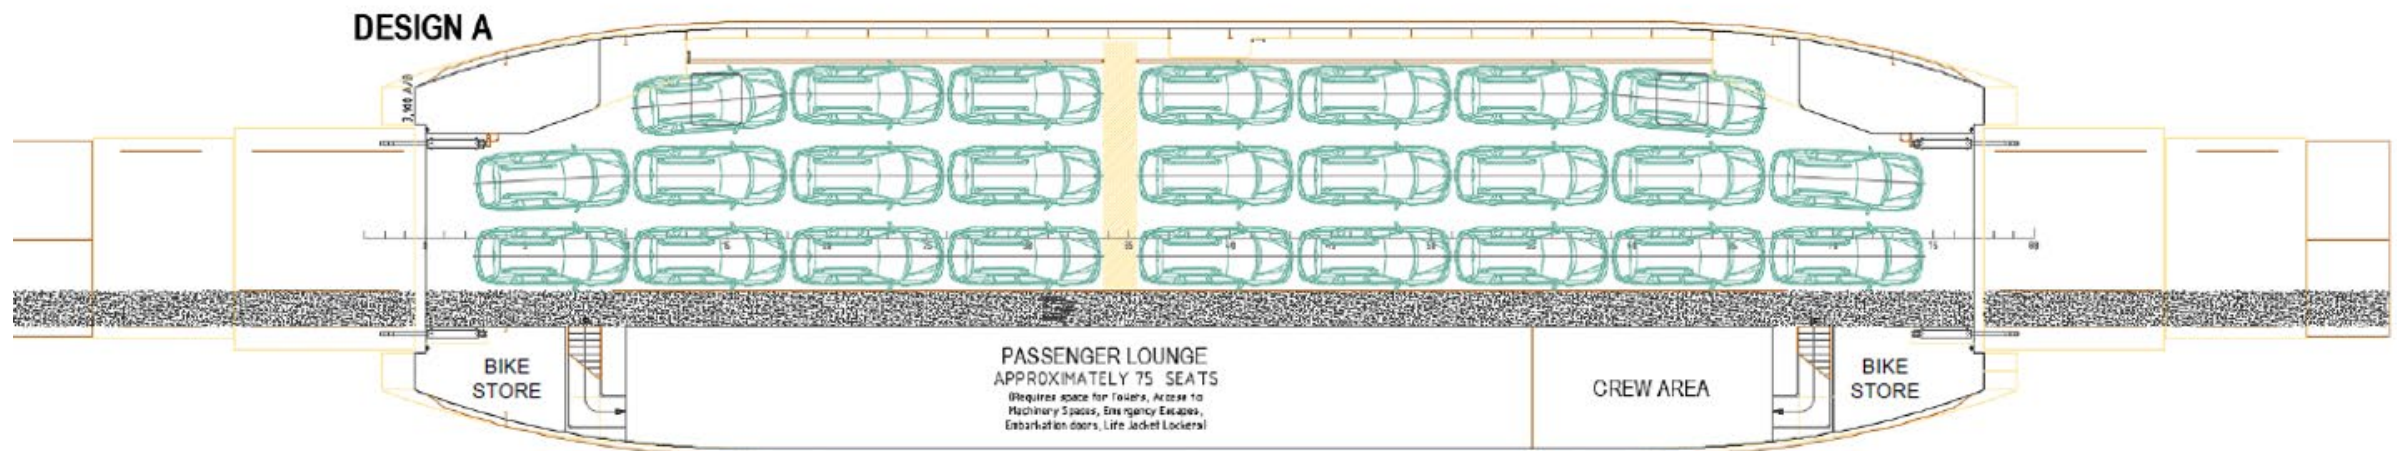 DESIGN A
BIKE
STORE
PASSENGER LOUNGE
APPROXIMATELY 75 SEATS
(Requires space for Toilets, Access to
Machinery Spaces, Emergency Escapes,
Embarkation doors, Life Jacket Lockers)
CREW AREA
BIKE
STORE